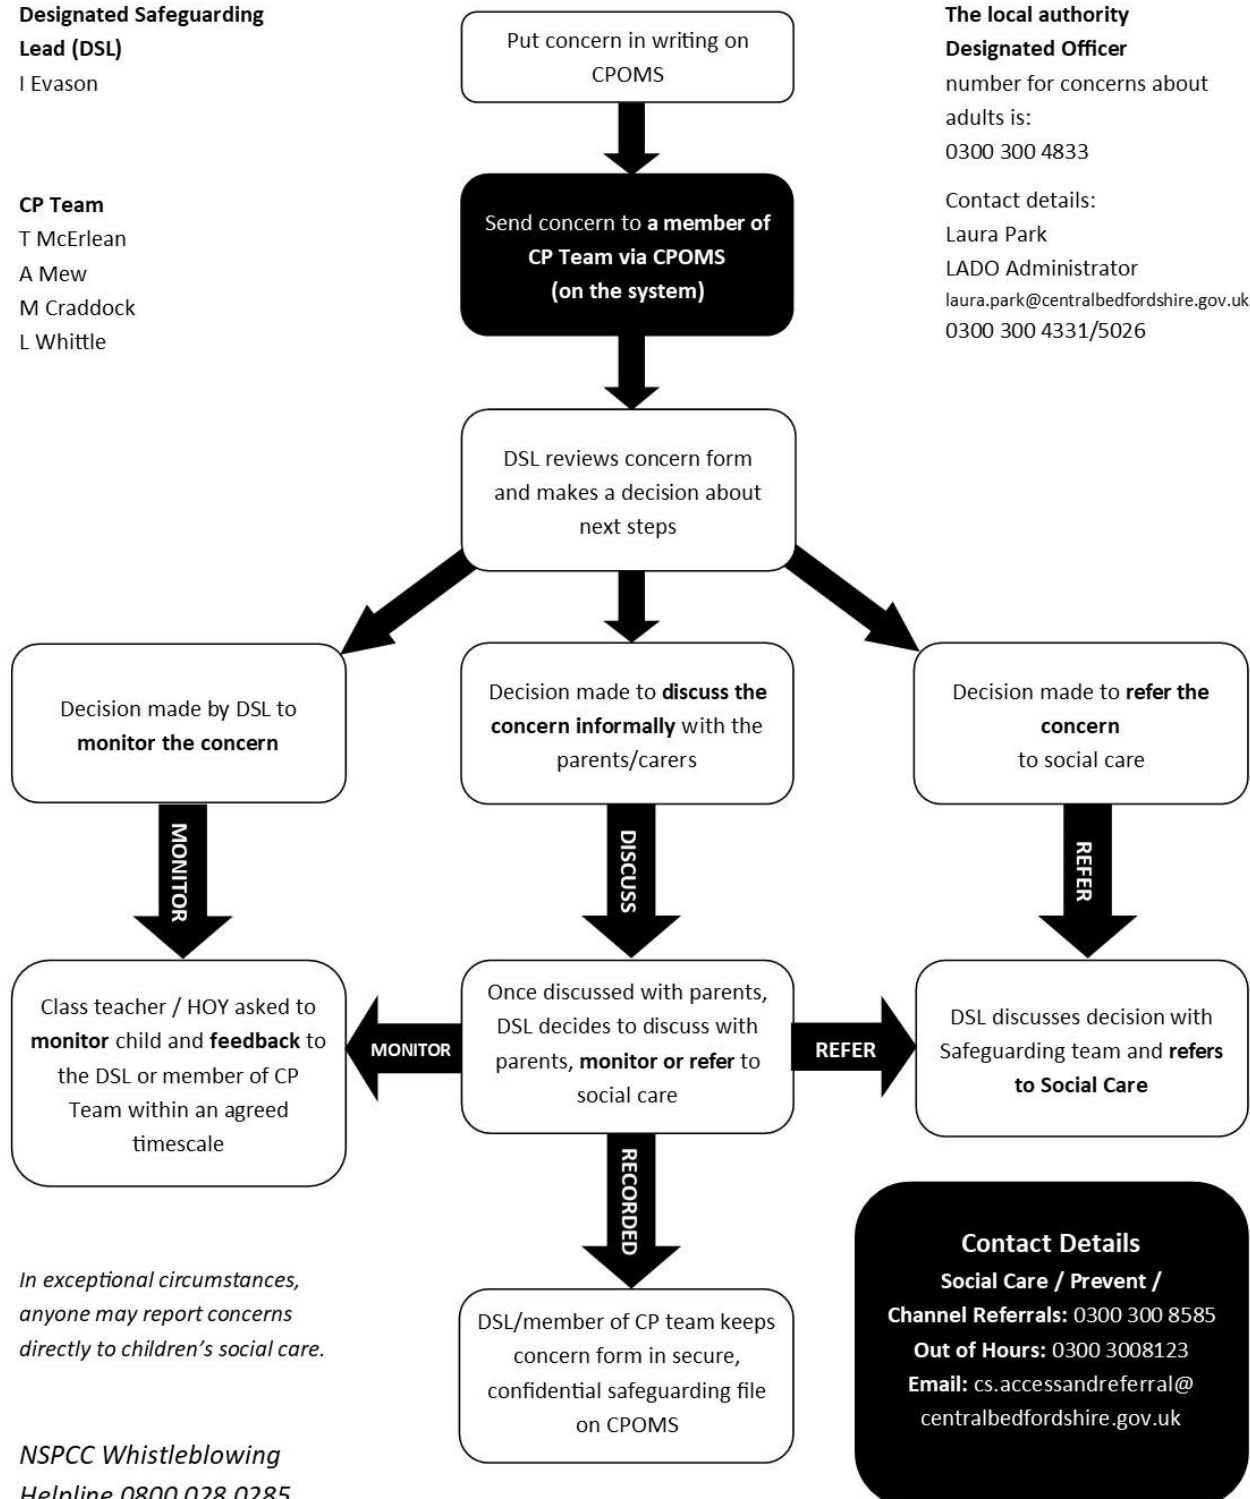 Designated Safeguarding
Lead (DSL)
I Evason
CP Team
T McErlean
A Mew
M Craddock
L Whittle
Put concern in writing on
CPOMS
The local authority
Designated Officer
number for concerns about
adults is:
0300 300 4833
Contact details:
Laura Park
LADO Administrator
laura.park@centralbedfordshire.gov.uk
0300 300 4331/5026
Send concern to a member of
CP Team via CPOMS
(on the system)
DSL reviews concern form
and makes a decision about
next steps
Decision made by DSL to
monitor the concern
Decision made to discuss the
concern informally with the
parents/carers
Decision made to refer the
concern
to social care
MONITOR
DISCUSS
REFER
Class teacher / HOY asked to
monitor child and feedback to
the DSL or member of CP
Team within an agreed
timescale
MONITOR
Once discussed with parents,
DSL decides to discuss with
parents, monitor or refer to
social care
REFER
DSL discusses decision with
Safeguarding team and refers
to Social Care
RECORDED
DSL/member of CP team keeps
concern form in secure,
confidential safeguarding file
on CPOMS
In exceptional circumstances,
anyone may report concerns
directly to children's social care.
NSPCC Whistleblowing
Helpline 0800 028 0285
Contact Details
Social Care / Prevent /
Channel Referrals: 0300 300 8585
Out of Hours: 0300 3008123
Email: cs.accessandreferral@
centralbedfordshire.gov.uk